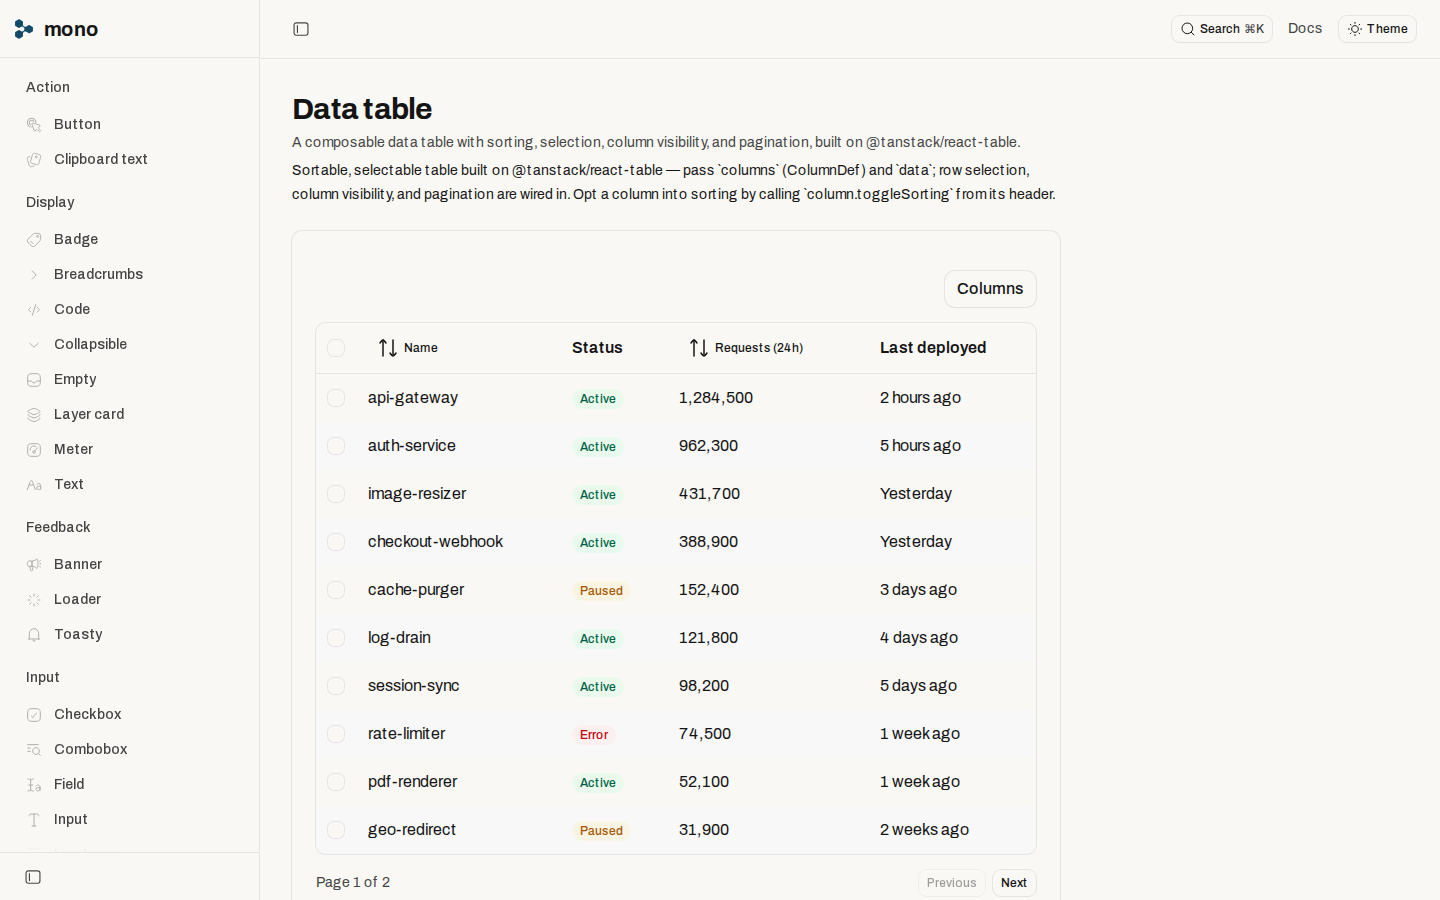 mono
Search ⌘K
Docs
Theme
Action
Button
Clipboard text
Display
Badge
Breadcrumbs
Code
Collapsible
Empty
Layer card
Meter
Text
Feedback
Banner
Loader
Toasty
Input
Checkbox
Combobox
Field
Input
Data table
A composable data table with sorting, selection, column visibility, and pagination, built on @tanstack/react-table.
Sortable, selectable table built on @tanstack/react-table — pass `columns` (ColumnDef) and `data`; row selection,
column visibility, and pagination are wired in. Opt a column into sorting by calling `column.toggleSorting` from its header.
Columns
Name Status Requests (24h) Last deployed
api-gateway Active 1,284,500 2 hours ago
auth-service Active 962,300 5 hours ago
image-resizer Active 431,700 Yesterday
checkout-webhook Active 388,900 Yesterday
cache-purger Paused 152,400 3 days ago
log-drain Active 121,800 4 days ago
session-sync Active 98,200 5 days ago
rate-limiter Error 74,500 1 week ago
pdf-renderer Active 52,100 1 week ago
geo-redirect Paused 31,900 2 weeks ago
Page 1 of 2
Previous
Next